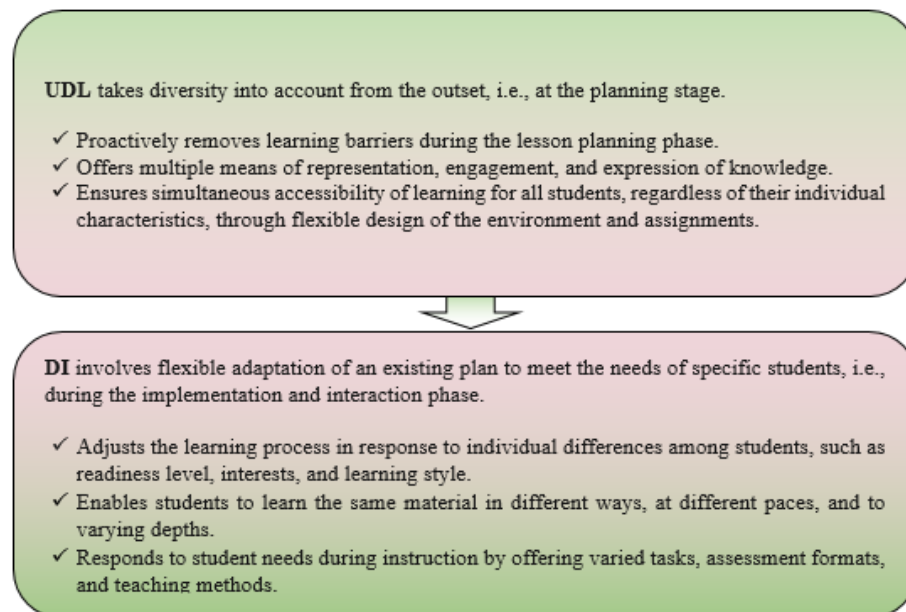 UDL takes diversity into account from the outset, i.e., at the planning stage.
✓ Proactively removes learning barriers during the lesson planning phase.
✓ Offers multiple means of representation, engagement, and expression of knowledge.
✓ Ensures simultaneous accessibility of learning for all students, regardless of their individual
characteristics, through flexible design of the environment and assignments.
DI involves flexible adaptation of an existing plan to meet the needs of specific students, i.e.,
during the implementation and interaction phase.
✓ Adjusts the learning process in response to individual differences among students, such as
readiness level, interests, and learning style.
✓ Enables students to learn the same material in different ways, at different paces, and to
varying depths.
✓ Responds to student needs during instruction by offering varied tasks, assessment formats,
and teaching methods.